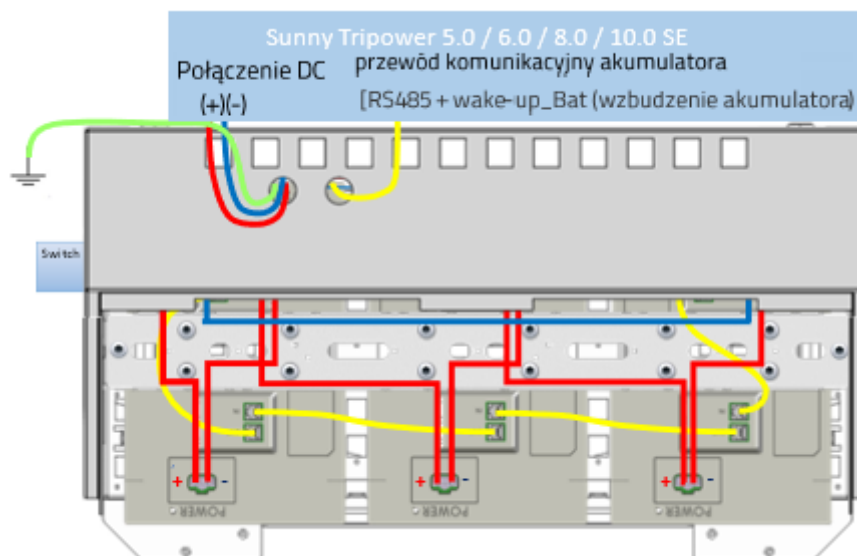 Sunny Tripower 5.0 / 6.0 / 8.0 / 10.0 SE
Połączenie DC
(+)(-)
przewód komunikacyjny akumulatora
[RS485 + wake-up_Bat (wzbudzenie akumulatora)
Switch
+ -
+ -
+ -
POWER
POWER
POWER